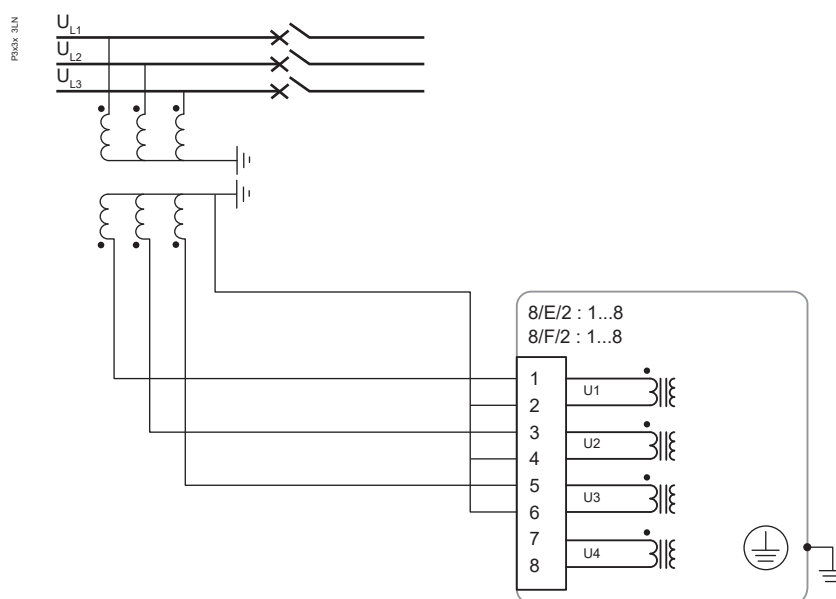 P3x3x 3LN
UL1
UL2
UL3
8/E/2 : 1...8
8/F/2 : 1...8
1
U1
2
3
U2
4
5
U3
6
7
U4
8